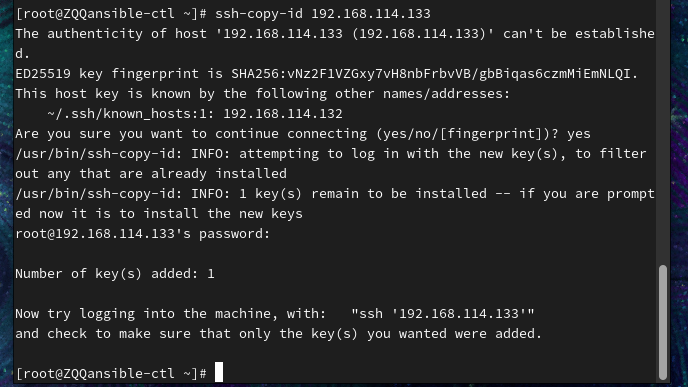 [root@ZQQansible-ctl ~]# ssh-copy-id 192.168.114.133
The authenticity of host '192.168.114.133 (192.168.114.133)' can't be establishe
d.
ED25519 key fingerprint is SHA256:vNz2F1VZGxy7vH8nbFrbvVB/gbBiqas6czmMiEmNLQI.
This host key is known by the following other names/addresses:
    ~/.ssh/known_hosts:1: 192.168.114.132
Are you sure you want to continue connecting (yes/no/[fingerprint])? yes
/usr/bin/ssh-copy-id: INFO: attempting to log in with the new key(s), to filter
out any that are already installed
/usr/bin/ssh-copy-id: INFO: 1 key(s) remain to be installed -- if you are prompt
ed now it is to install the new keys
root@192.168.114.133's password:
Number of key(s) added: 1
Now try logging into the machine, with:   "ssh '192.168.114.133'"
and check to make sure that only the key(s) you wanted were added.
[root@ZQQansible-ctl ~]#